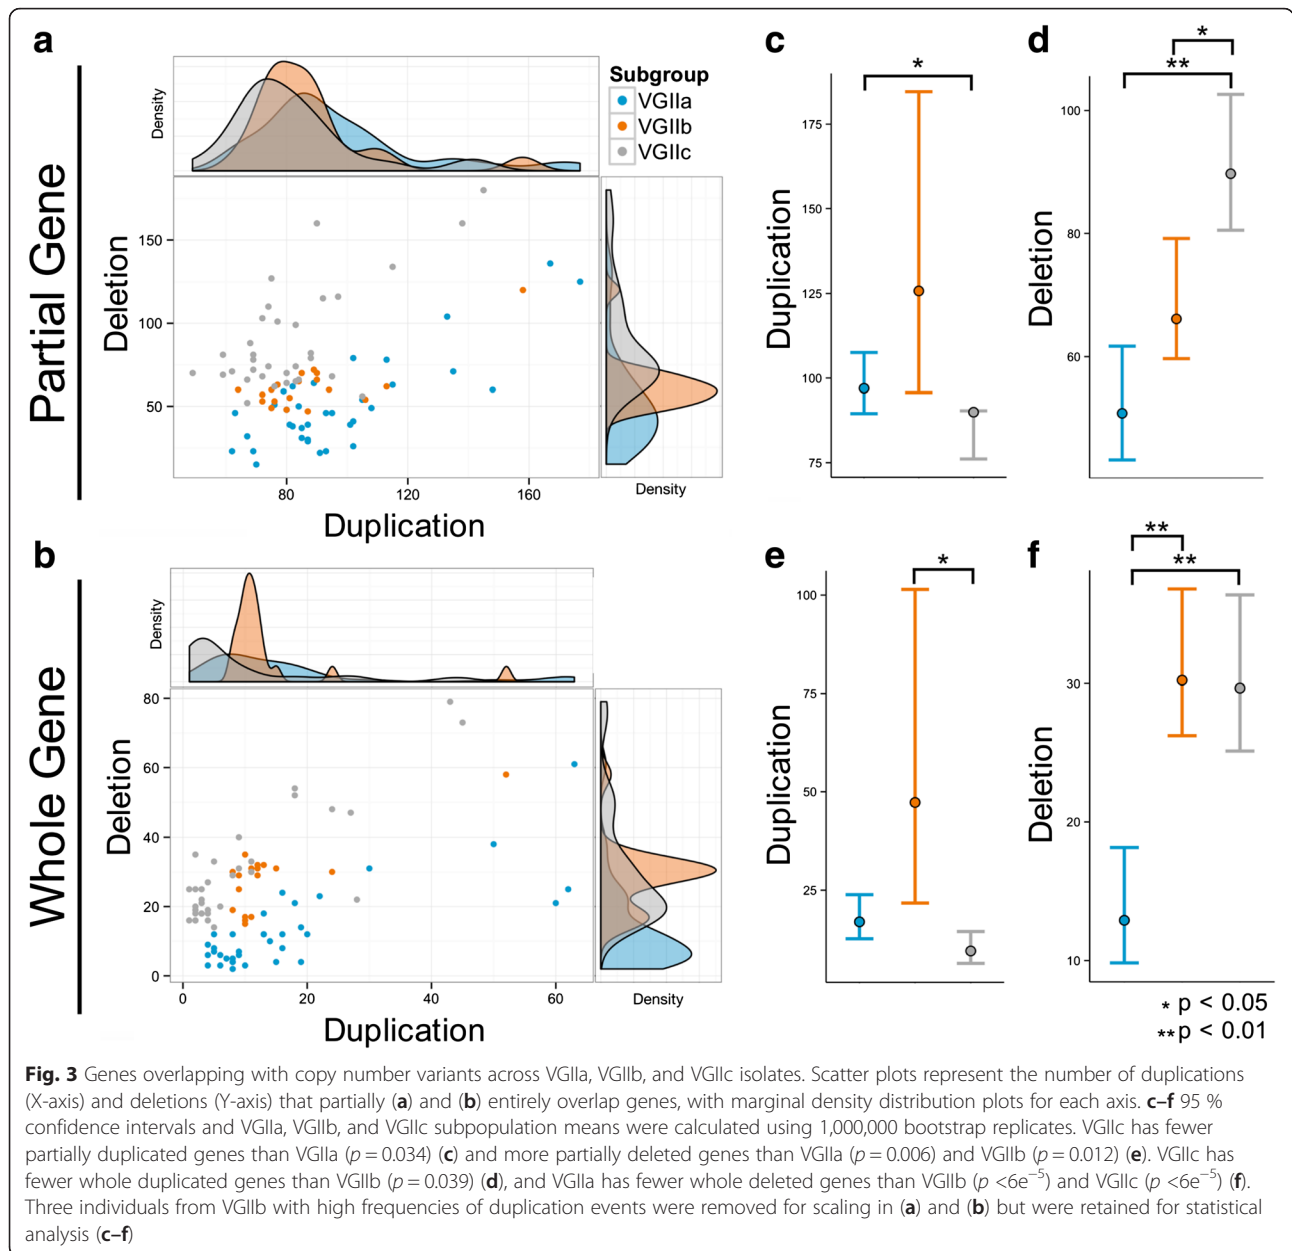 a
Partial Gene
Density
Subgroup
VGIIa
VGIIb
VGIIc
Deletion
150
100
50
80 120 160
Density
Duplication
c
*
Duplication
175
150
125
100
75
d
*
**
Deletion
100
80
60
b
Whole Gene
Density
Deletion
80
60
40
20
0
0 20 40 60
Density
Duplication
e
*
Duplication
100
75
50
25
f
**
**
Deletion
30
20
10
* p < 0.05
** p < 0.01
Fig. 3 Genes overlapping with copy number variants across VGIIa, VGIIb, and VGIIc isolates. Scatter plots represent the number of duplications
(X-axis) and deletions (Y-axis) that partially (a) and (b) entirely overlap genes, with marginal density distribution plots for each axis. c–f 95 %
confidence intervals and VGIIa, VGIIb, and VGIIc subpopulation means were calculated using 1,000,000 bootstrap replicates. VGIIc has fewer
partially duplicated genes than VGIIa (p = 0.034) (c) and more partially deleted genes than VGIIa (p = 0.006) and VGIIb (p = 0.012) (e). VGIIc has
fewer whole duplicated genes than VGIIb (p = 0.039) (d), and VGIIa has fewer whole deleted genes than VGIIb (p <6e⁻⁵) and VGIIc (p <6e⁻⁵) (f).
Three individuals from VGIIb with high frequencies of duplication events were removed for scaling in (a) and (b) but were retained for statistical
analysis (c–f)